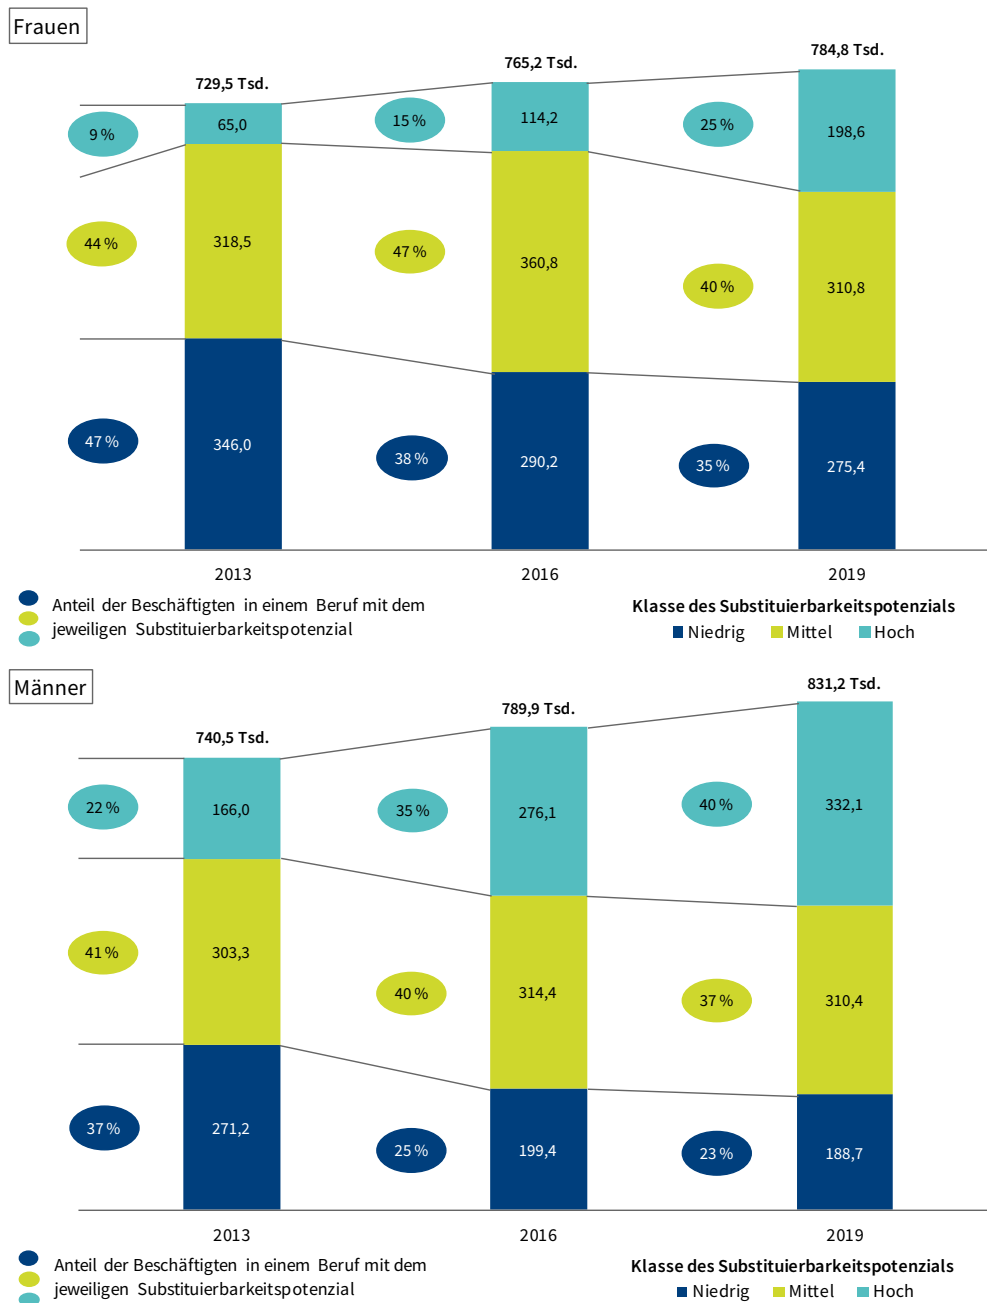 Frauen
729,5 Tsd.
765,2 Tsd.
784,8 Tsd.
9 %
65,0
15 %
114,2
25 %
198,6
44 %
318,5
47 %
360,8
40 %
310,8
47 %
346,0
38 %
290,2
35 %
275,4
2013
2016
2019
Anteil der Beschäftigten in einem Beruf mit dem
jeweiligen Substituierbarkeitspotenzial
Klasse des Substituierbarkeitspotenzials
Niedrig Mittel Hoch
Männer
740,5 Tsd.
789,9 Tsd.
831,2 Tsd.
22 %
166,0
35 %
276,1
40 %
332,1
41 %
303,3
40 %
314,4
37 %
310,4
37 %
271,2
25 %
199,4
23 %
188,7
2013
2016
2019
Anteil der Beschäftigten in einem Beruf mit dem
jeweiligen Substituierbarkeitspotenzial
Klasse des Substituierbarkeitspotenzials
Niedrig Mittel Hoch